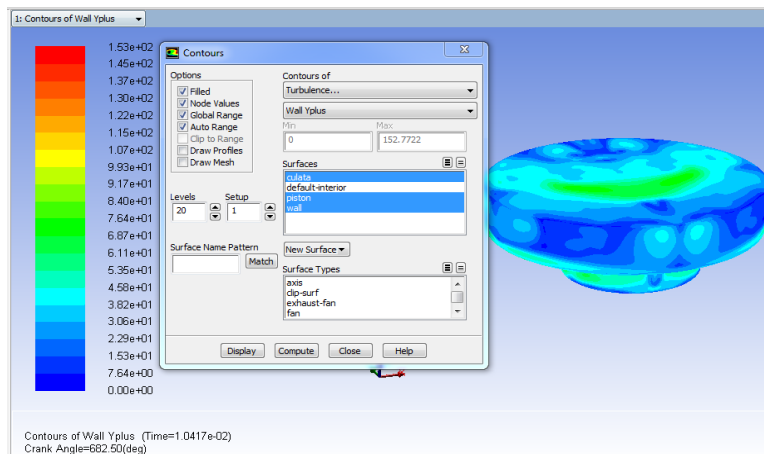 1: Contours of Wall Yplus
1.53e+02
1.45e+02
1.37e+02
1.30e+02
1.22e+02
1.15e+02
1.07e+02
9.93e+01
9.17e+01
8.40e+01
7.64e+01
6.87e+01
6.11e+01
5.35e+01
4.58e+01
3.82e+01
3.06e+01
2.29e+01
1.53e+01
7.64e+00
0.00e+00
Contours
Options
Filled
Node Values
Global Range
Auto Range
Clip to Range
Draw Profiles
Draw Mesh
Levels
Setup
20
1
Surface Name Pattern
Match
Contours of
Turbulence...
Wall Yplus
Min
Max
0
152.7722
Surfaces
culata
default-interior
piston
wall
New Surface
Surface Types
axis
clip-surf
exhaust-fan
fan
Display
Compute
Close
Help
Contours of Wall Yplus (Time=1.0417e-02)
Crank Angle=682.50(deg)